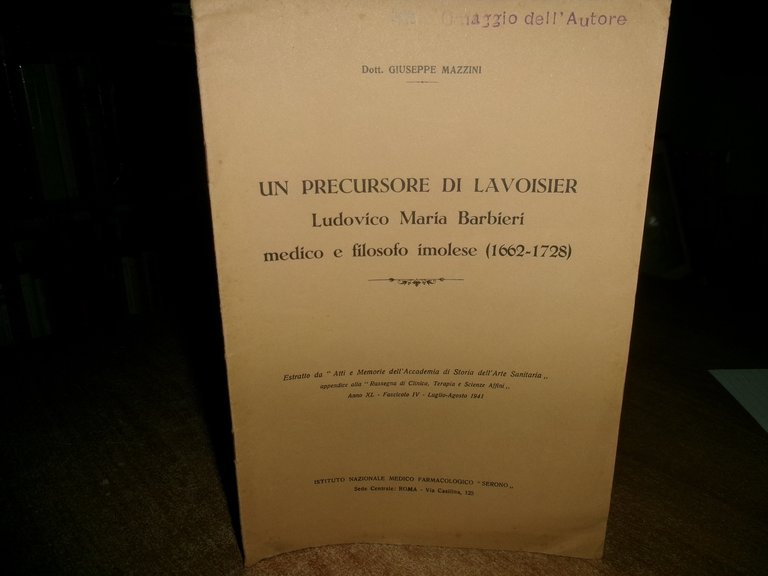 Omaggio dell'Autore
Dott. GIUSEPPE MAZZINI
UN PRECURSORE DI LAVOISIER
Ludovico Maria Barbieri
medico e filosofo imolese (1662-1728)
Estratto da " Atti e Memorie dell'Accademia di Storia dell'Arte Sanitaria „
appendice alla " Rassegna di Clinica, Terapia e Scienze Affini „
Anno XL - Fascicolo IV - Luglio-Agosto 1941
ISTITUTO NAZIONALE MEDICO FARMACOLOGICO " SERONO „
Sede Centrale: ROMA - Via Casilina, 125